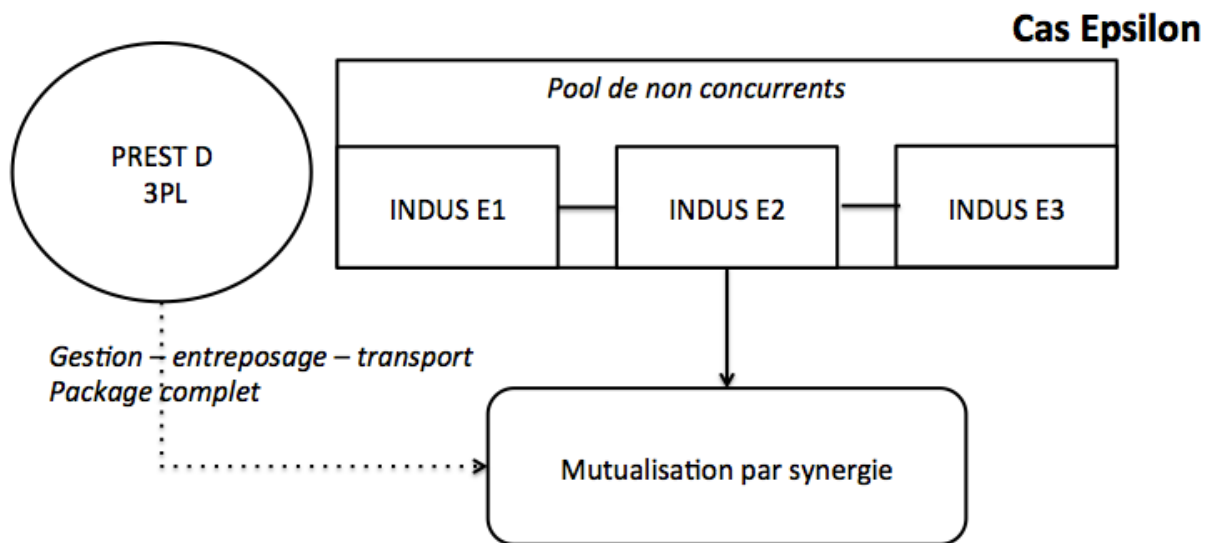 Cas Epsilon
Pool de non concurrents
PREST D
3PL
INDUS E1
INDUS E2
INDUS E3
Gestion – entreposage – transport
Package complet
Mutualisation par synergie